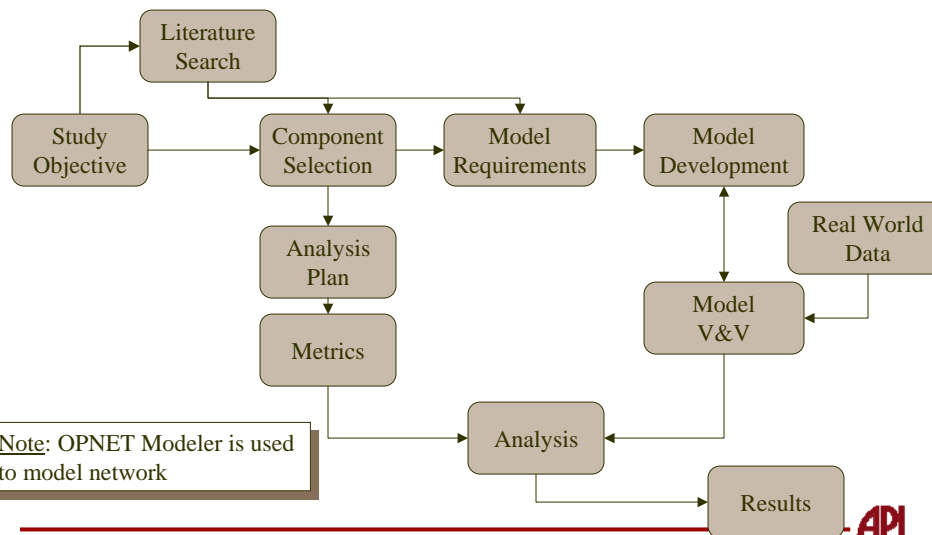 Literature
Search
Study
Objective
Component
Selection
Model
Requirements
Model
Development
Real World
Data
Analysis
Plan
Model
V&V
Metrics
Analysis
Note: OPNET Modeler is used
to model network
Results